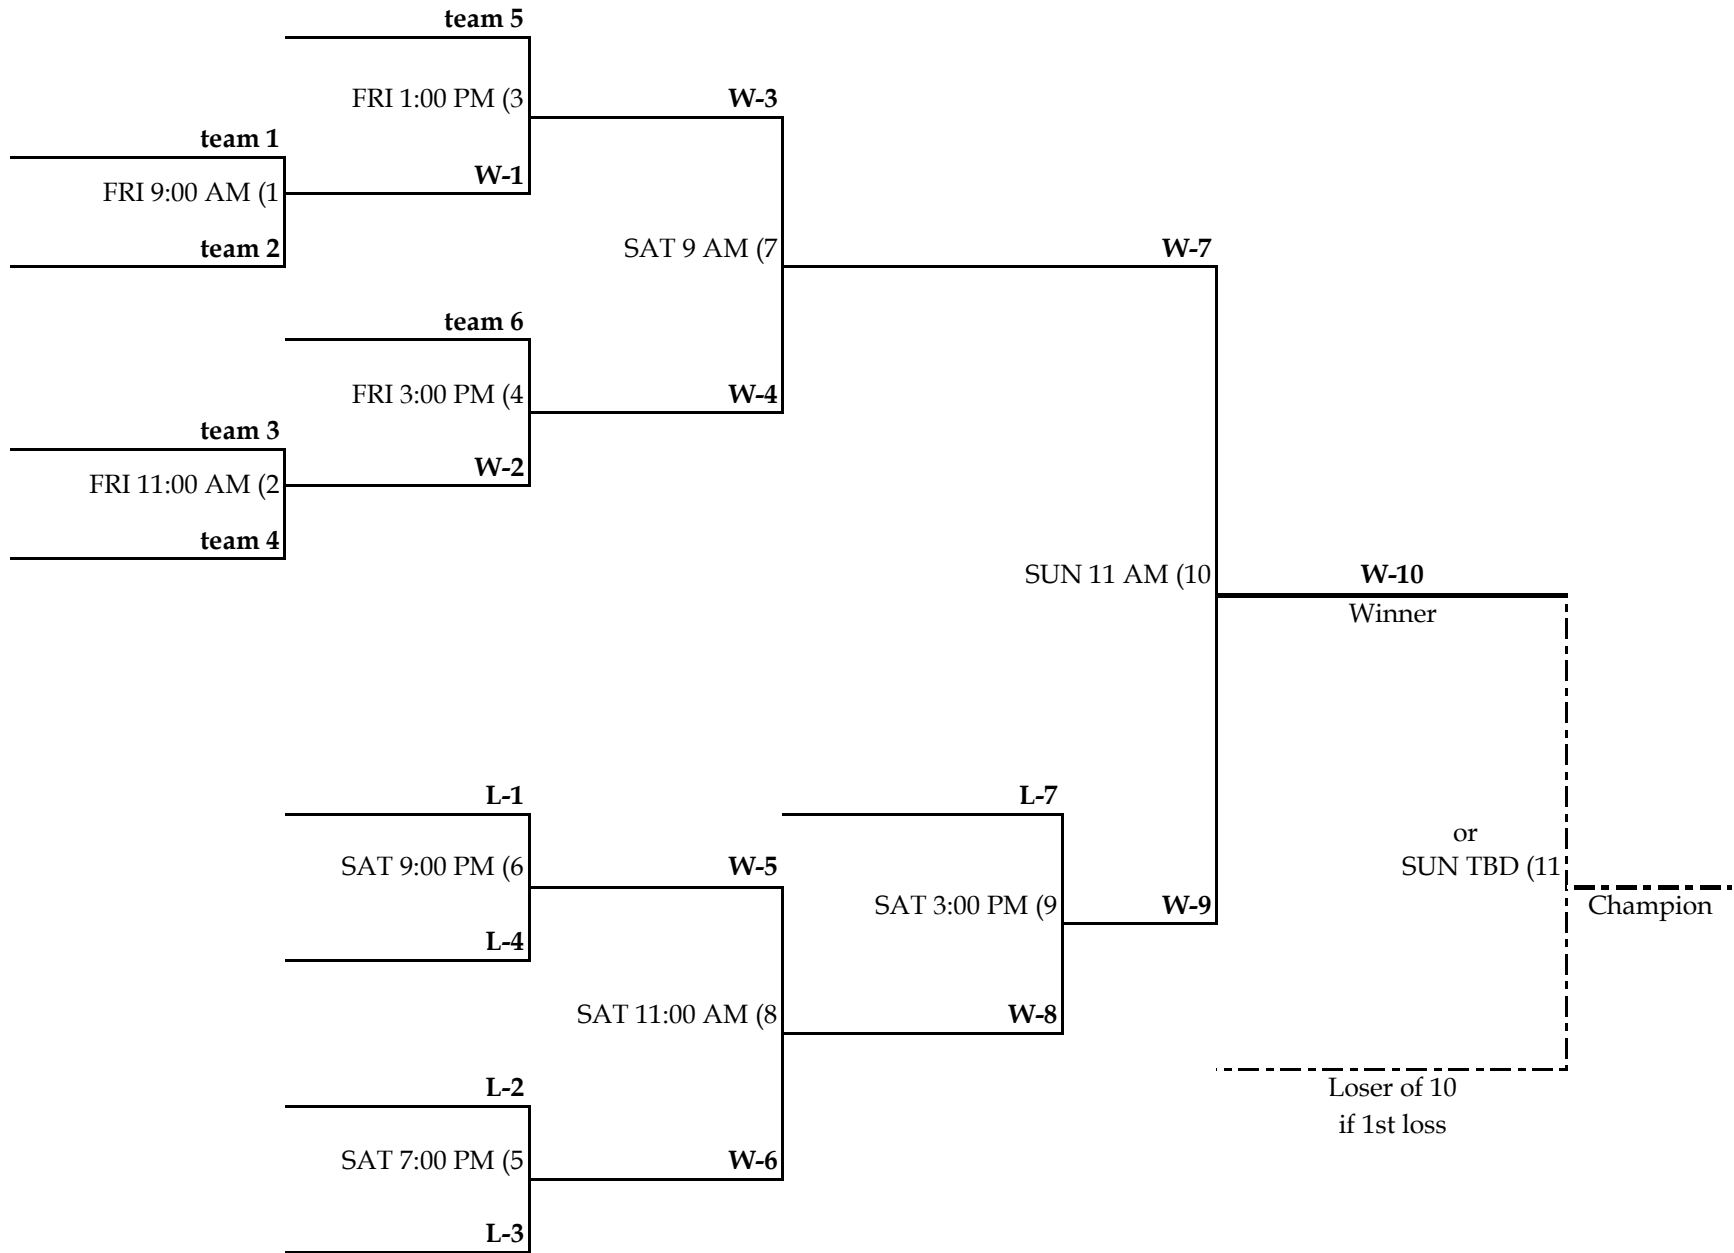 team 5
FRI 1:00 PM (3
W-3
team 1
W-1
FRI 9:00 AM (1
team 2
SAT 9 AM (7
W-7
team 6
FRI 3:00 PM (4
W-4
team 3
W-2
FRI 11:00 AM (2
team 4
SUN 11 AM (10
W-10
Winner
L-1
L-7
or
SAT 9:00 PM (6
W-5
SUN TBD (11
SAT 3:00 PM (9
W-9
Champion
L-4
SAT 11:00 AM (8
W-8
L-2
Loser of 10
if 1st loss
SAT 7:00 PM (5
W-6
L-3